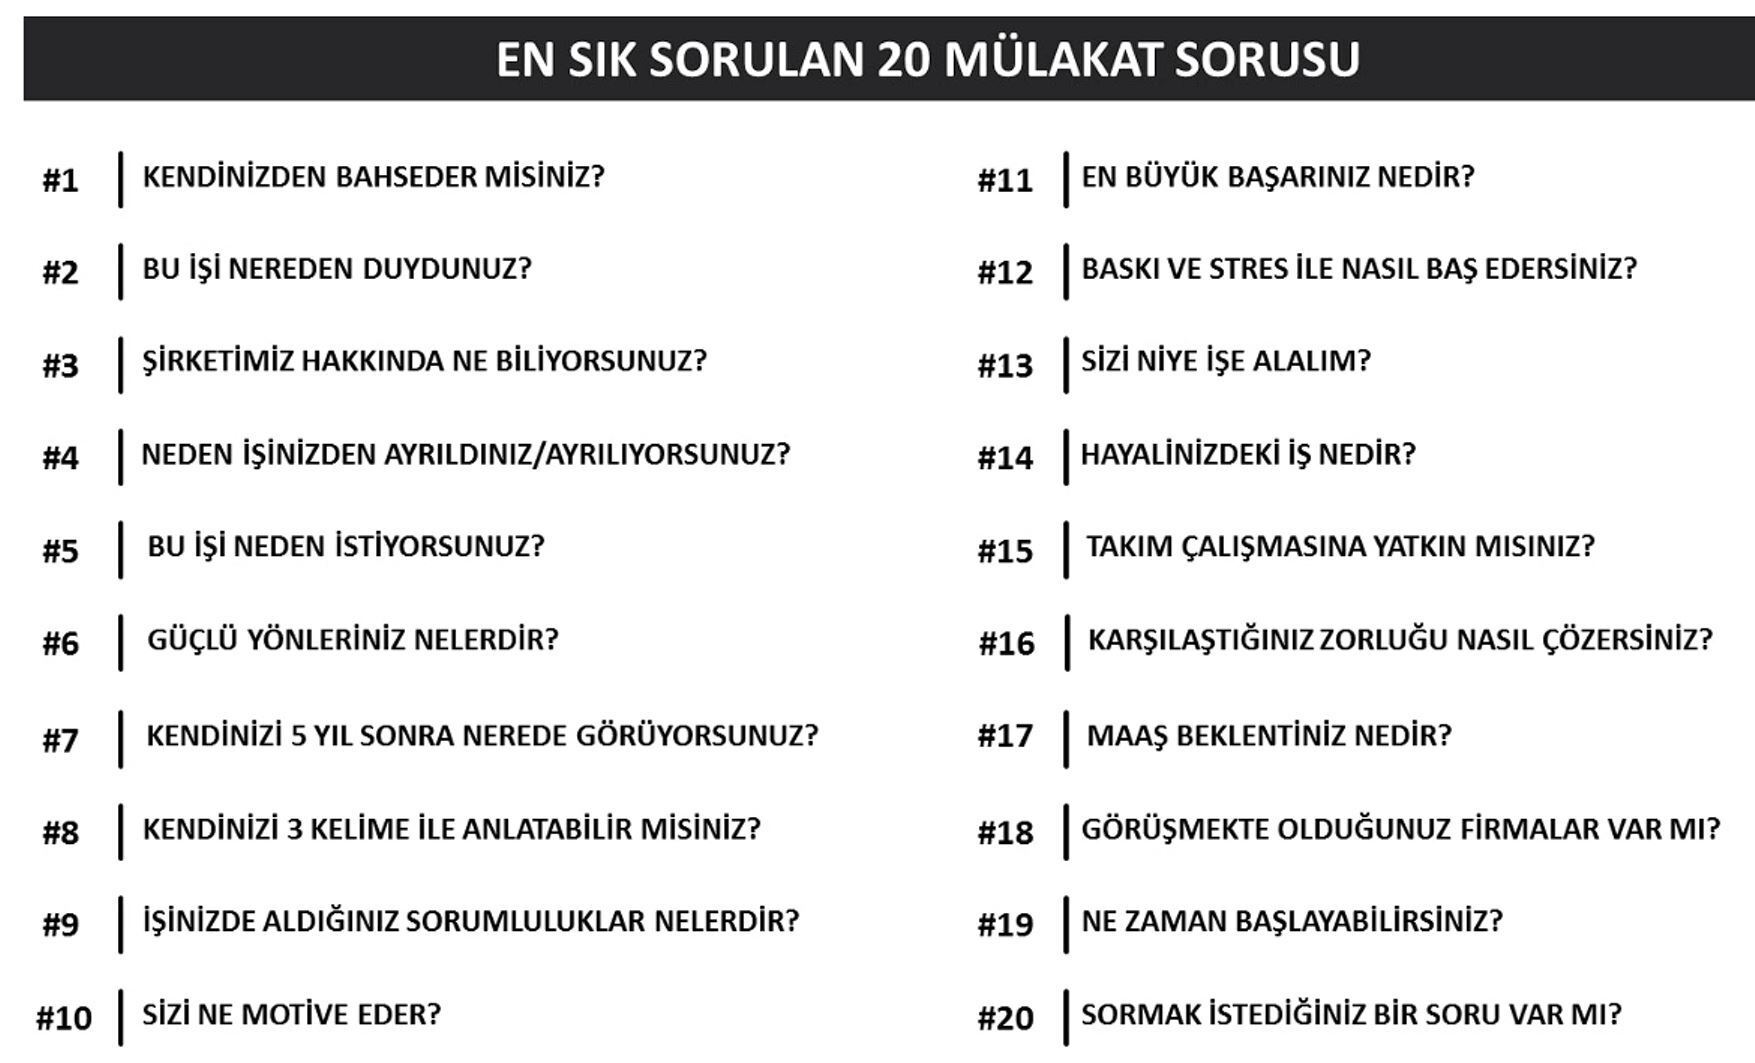 EN SIK SORULAN 20 MÜLAKAT SORUSU
#1 KENDİNİZDEN BAHSEDER MİSİNİZ?
#2 BU İŞİ NEREDEN DUYDUNUZ?
#3 ŞİRKETİMİZ HAKKINDA NE BİLİYORSUNUZ?
#4 NEDEN İŞİNİZDEN AYRILDINIZ/AYRILIYORSUNUZ?
#5 BU İŞİ NEDEN İSTİYORSUNUZ?
#6 GÜÇLÜ YÖNLERİNİZ NELERDİR?
#7 KENDİNİZİ 5 YIL SONRA NEREDE GÖRÜYORSUNUZ?
#8 KENDİNİZİ 3 KELİME İLE ANLATABİLİR MİSİNİZ?
#9 İŞİNİZDE ALDIĞINIZ SORUMLULUKLAR NELERDİR?
#10 SİZİ NE MOTİVE EDER?
#11 EN BÜYÜK BAŞARINIZ NEDİR?
#12 BASKI VE STRES İLE NASIL BAŞ EDERSİNİZ?
#13 SİZİ NİYE İŞE ALALIM?
#14 HAYALİNİZDEKİ İŞ NEDİR?
#15 TAKIM ÇALIŞMASINA YATKIN MISINIZ?
#16 KARŞILAŞTIĞINIZ ZORLUĞU NASIL ÇÖZERSİNİZ?
#17 MAAŞ BEKLENTİNİZ NEDİR?
#18 GÖRÜŞMEKTE OLDUĞUNUZ FİRMALAR VAR MI?
#19 NE ZAMAN BAŞLAYABİLİRSİNİZ?
#20 SORMAK İSTEDİĞİNİZ BİR SORU VAR MI?